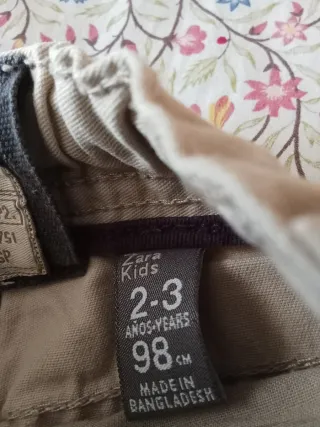 Zara
Kids
2-3
AÑOS-YEARS
98 CM
MADE IN
BANGLADESH